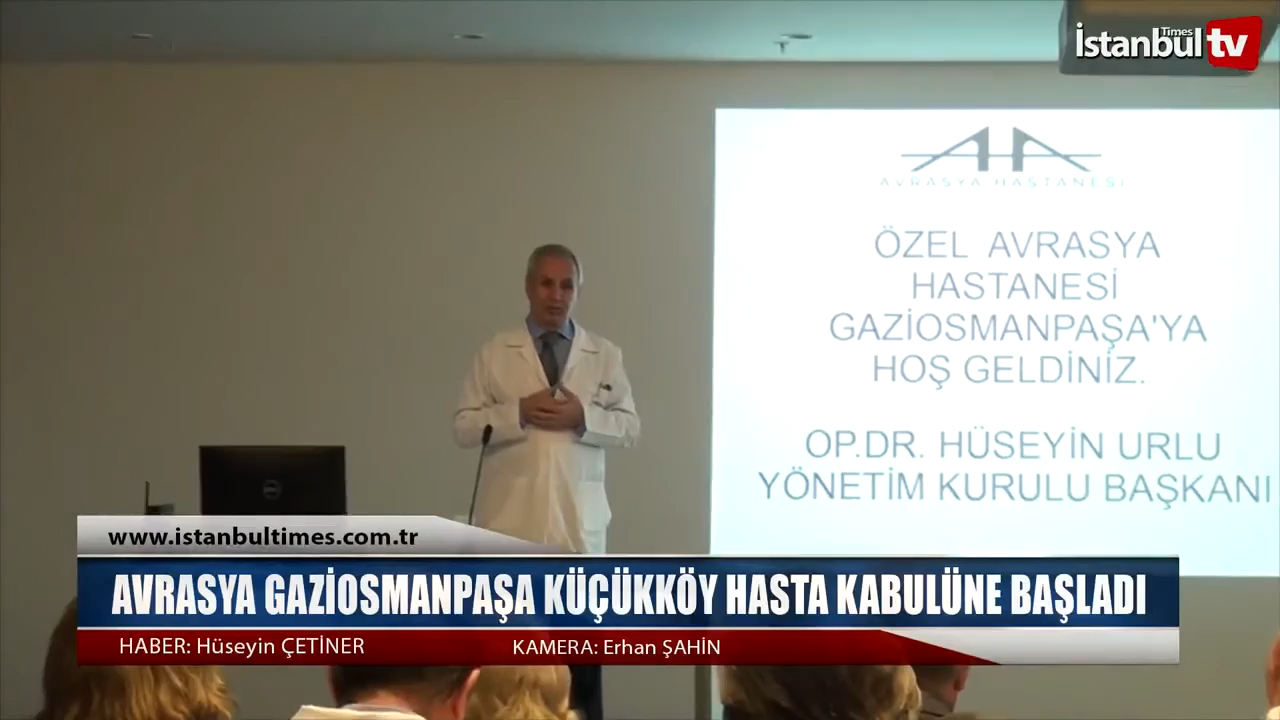 İstanbul Times tv
AVRASYA HASTANESİ
ÖZEL AVRASYA
HASTANESİ
GAZİOSMANPAŞA'YA
HOŞ GELDİNİZ.
OP.DR. HÜSEYİN URLU
YÖNETİM KURULU BAŞKANI
DELL
www.istanbultimes.com.tr
AVRASYA GAZİOSMANPAŞA KÜÇÜKKÖY HASTA KABULÜNE BAŞLADI
HABER: Hüseyin ÇETİNER KAMERA: Erhan ŞAHİN